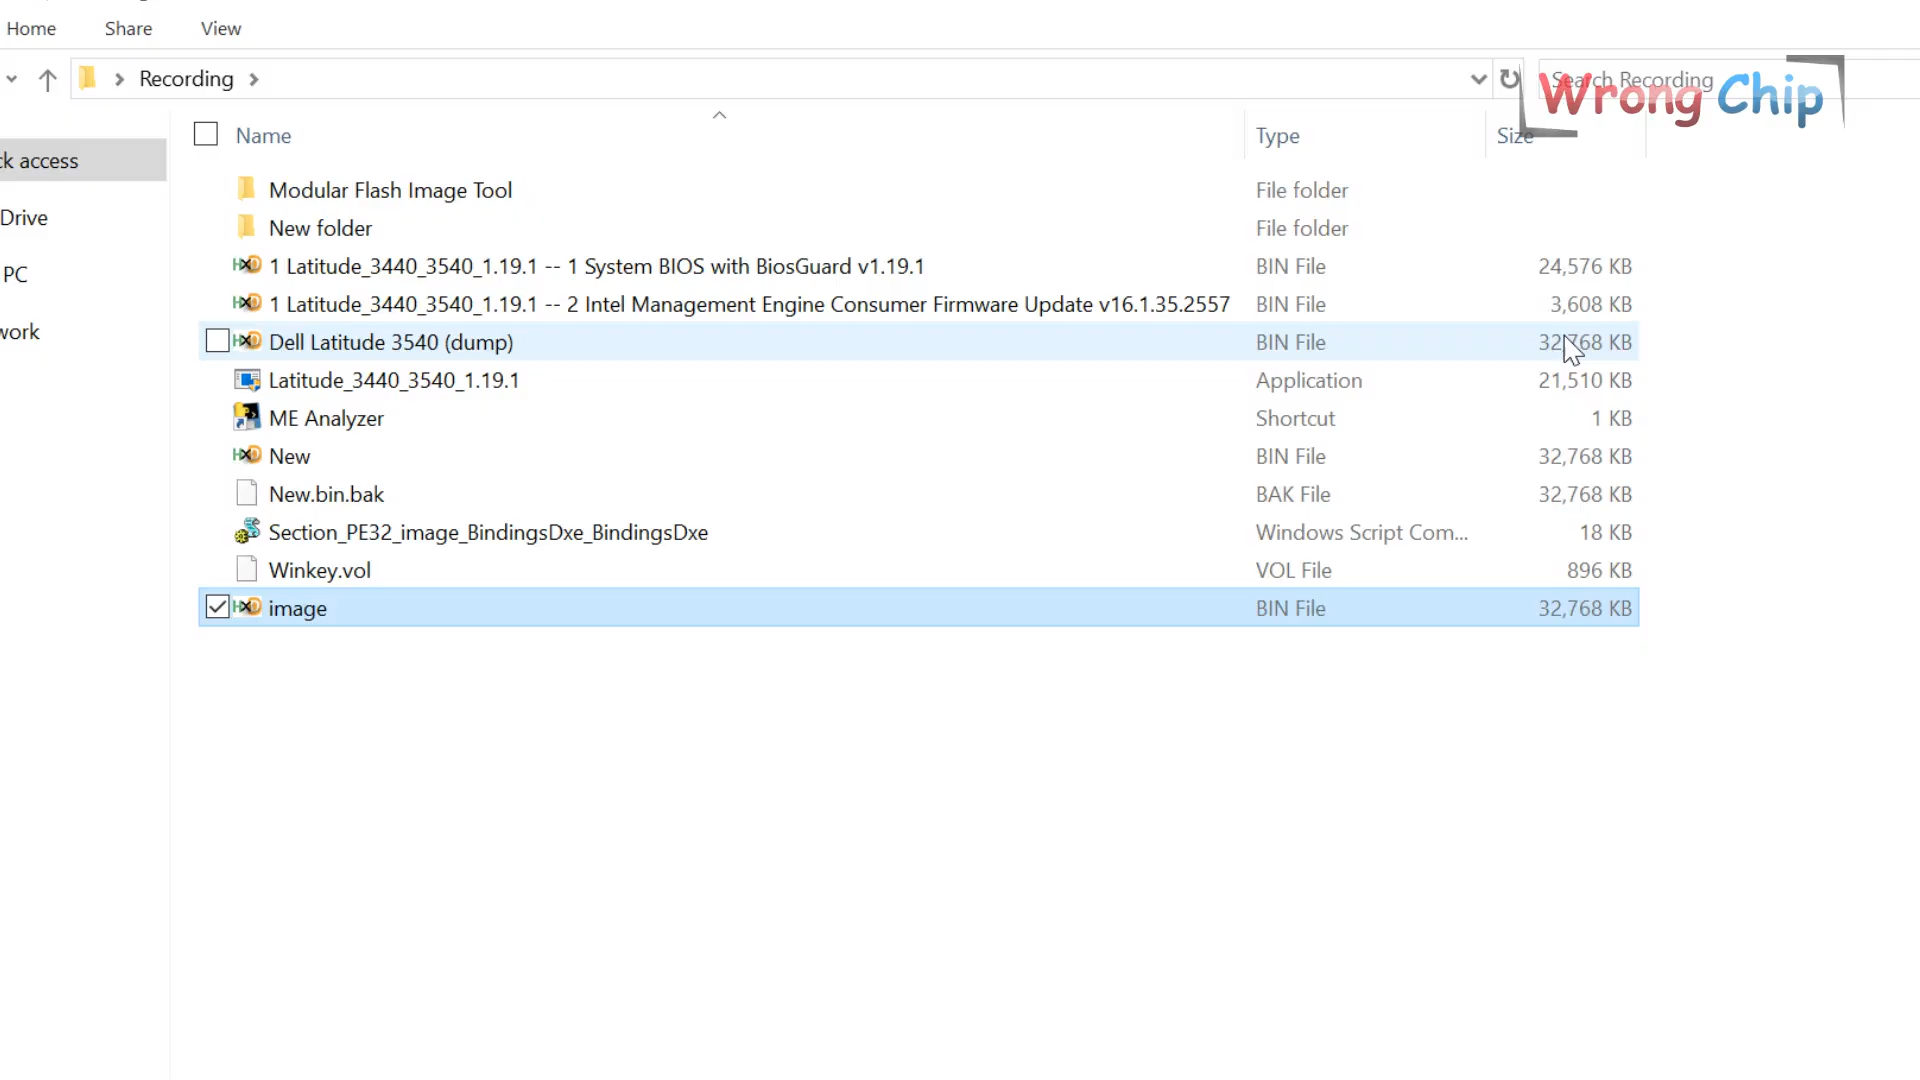 Home Share View
Recording Search Recording
Wrong Chip
Name Type Size
ck access
Drive
PC
work
Modular Flash Image Tool File folder
New folder File folder
1 Latitude_3440_3540_1.19.1 -- 1 System BIOS with BiosGuard v1.19.1 BIN File 24,576 KB
1 Latitude_3440_3540_1.19.1 -- 2 Intel Management Engine Consumer Firmware Update v16.1.35.2557 BIN File 3,608 KB
Dell Latitude 3540 (dump) BIN File 32,768 KB
Latitude_3440_3540_1.19.1 Application 21,510 KB
ME Analyzer Shortcut 1 KB
New BIN File 32,768 KB
New.bin.bak BAK File 32,768 KB
Section_PE32_image_BindingsDxe_BindingsDxe Windows Script Com... 18 KB
Winkey.vol VOL File 896 KB
image BIN File 32,768 KB